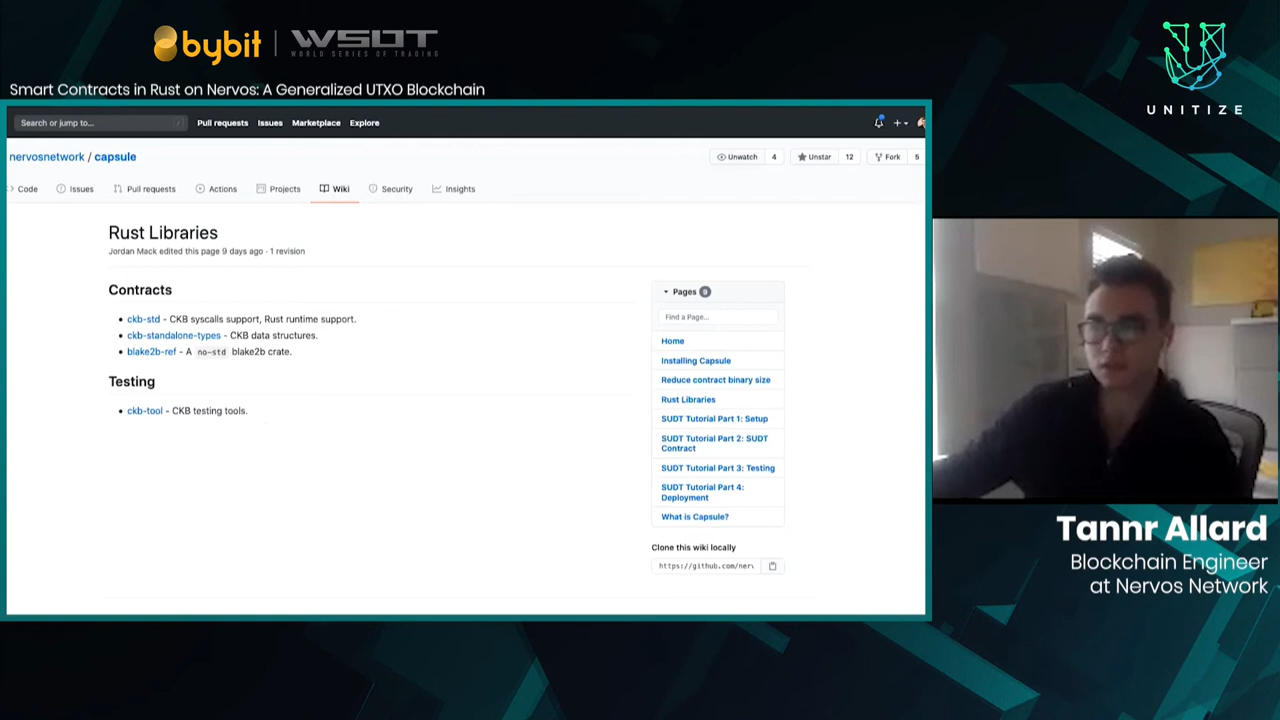 bybit
WSOT
WORLD SERIES OF TRADING
Smart Contracts in Rust on Nervos: A Generalized UTXO Blockchain
UNITIZE
Search or jump to... /
Pull requests Issues Marketplace Explore
nervosnetwork / capsule
Unwatch 4 Unstar 12 Fork 5
Code Issues Pull requests Actions Projects Wiki Security Insights
Rust Libraries
Jordan Mack edited this page 9 days ago · 1 revision
Contracts
• ckb-std - CKB syscalls support, Rust runtime support.
• ckb-standalone-types - CKB data structures.
• blake2b-ref - A no-std blake2b crate.
Testing
• ckb-tool - CKB testing tools.
Pages 9
Find a Page...
Home
Installing Capsule
Reduce contract binary size
Rust Libraries
SUDT Tutorial Part 1: Setup
SUDT Tutorial Part 2: SUDT
Contract
SUDT Tutorial Part 3: Testing
SUDT Tutorial Part 4:
Deployment
What is Capsule?
Clone this wiki locally
https://github.com/ner
Tannr Allard
Blockchain Engineer
at Nervos Network